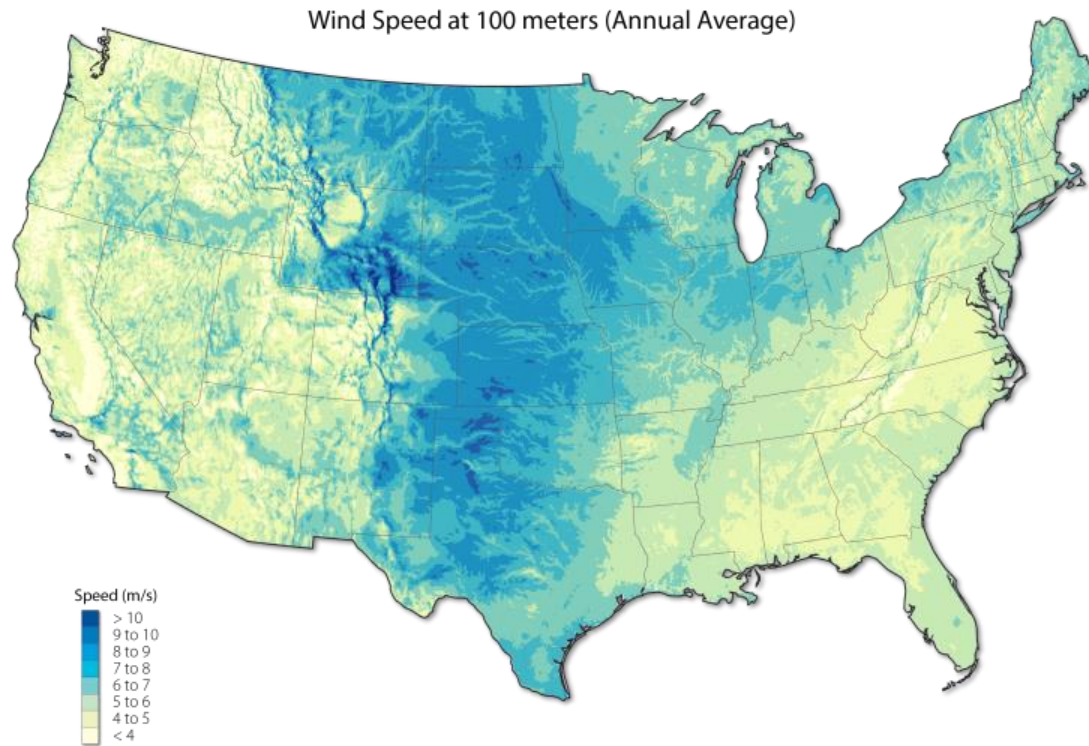 Wind Speed at 100 meters (Annual Average)
Speed (m/s)
> 10
9 to 10
8 to 9
7 to 8
6 to 7
5 to 6
4 to 5
< 4